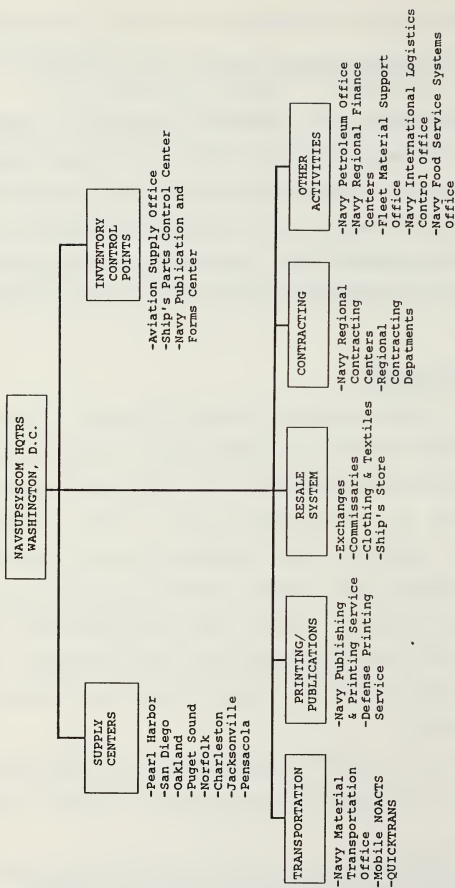 NAVSUPSYSCOM HQTRS
WASHINGTON, D.C.
SUPPLY
CENTERS
-Pearl Harbor
-San Diego
-Oakland
-Puget Sound
-Norfolk
-Charleston
-Jacksonville
-Pensacola
INVENTORY
CONTROL
POINTS
-Aviation Supply Office
-Ship's Parts Control Center
-Navy Publication and
Forms Center
TRANSPORTATION
-Navy Material
Transportation
Office
-Mobile NOACTS
-QUICKTRANS
PRINTING/
PUBLICATIONS
-Navy Publishing
& Printing Service
-Defense Printing
Service
RESALE
SYSTEM
-Exchanges
-Commissaries
-Clothing & Textiles
-Ship's Store
CONTRACTING
-Navy Regional
Contracting
Centers
-Regional
Contracting
Depatments
OTHER
ACTIVITIES
-Navy Petroleum Office
-Navy Regional Finance
Centers
-Fleet Material Support
Office
-Navy International Logistics
Control Office
-Navy Food Service Systems
Office